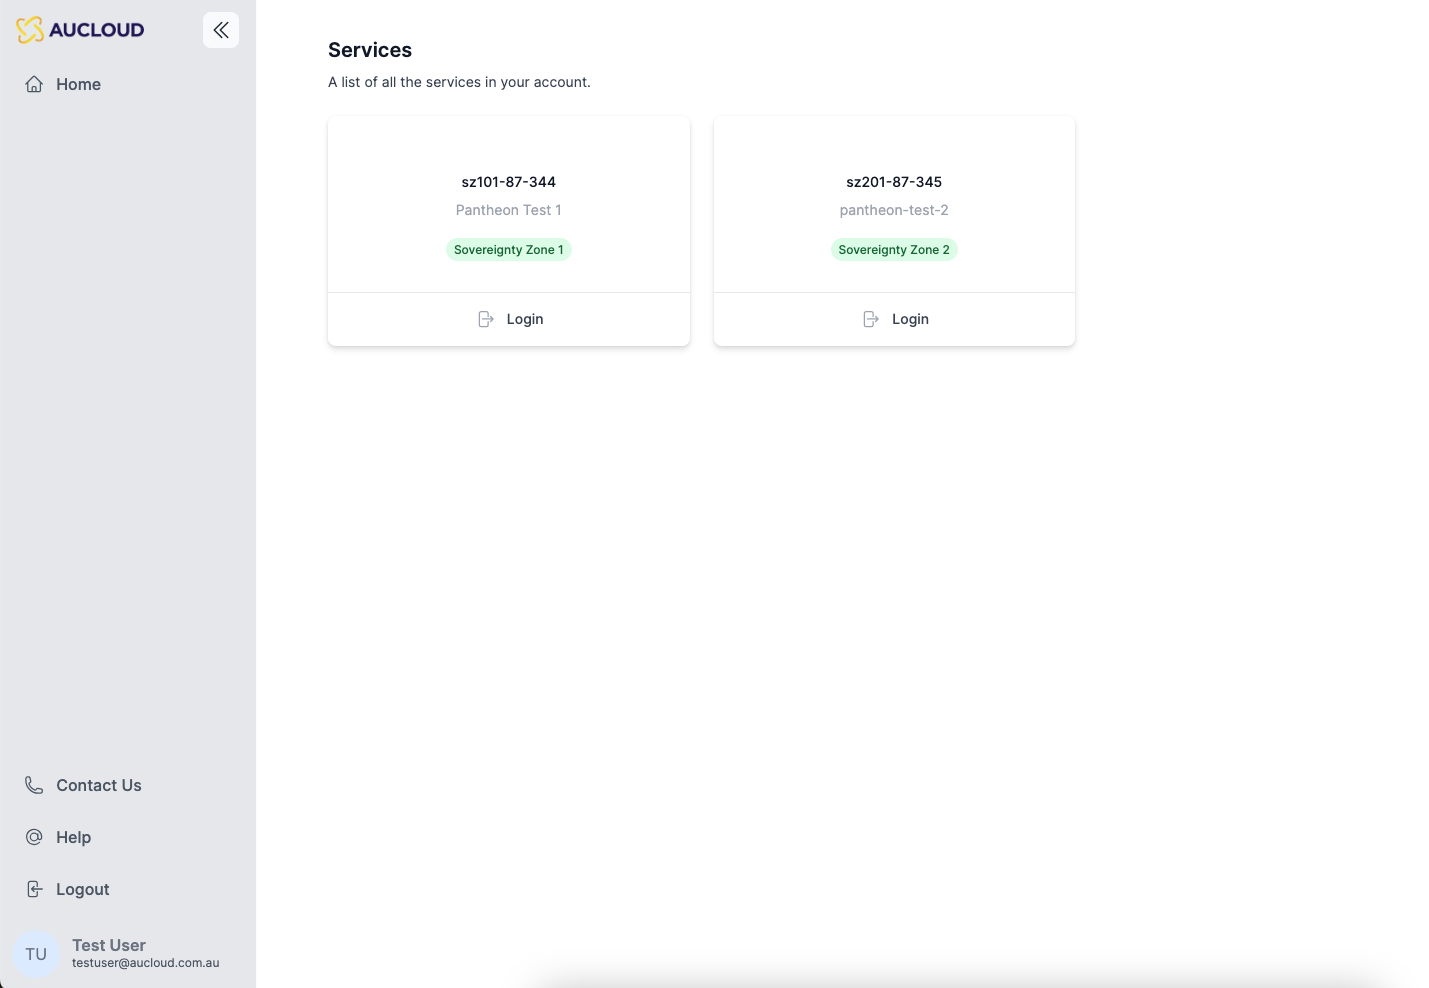 AUCLOUD
Home
Services
A list of all the services in your account.
sz101-87-344
Pantheon Test 1
Sovereignty Zone 1
Login
sz201-87-345
pantheon-test-2
Sovereignty Zone 2
Login
Contact Us
Help
Logout
TU
Test User
testuser@aucloud.com.au